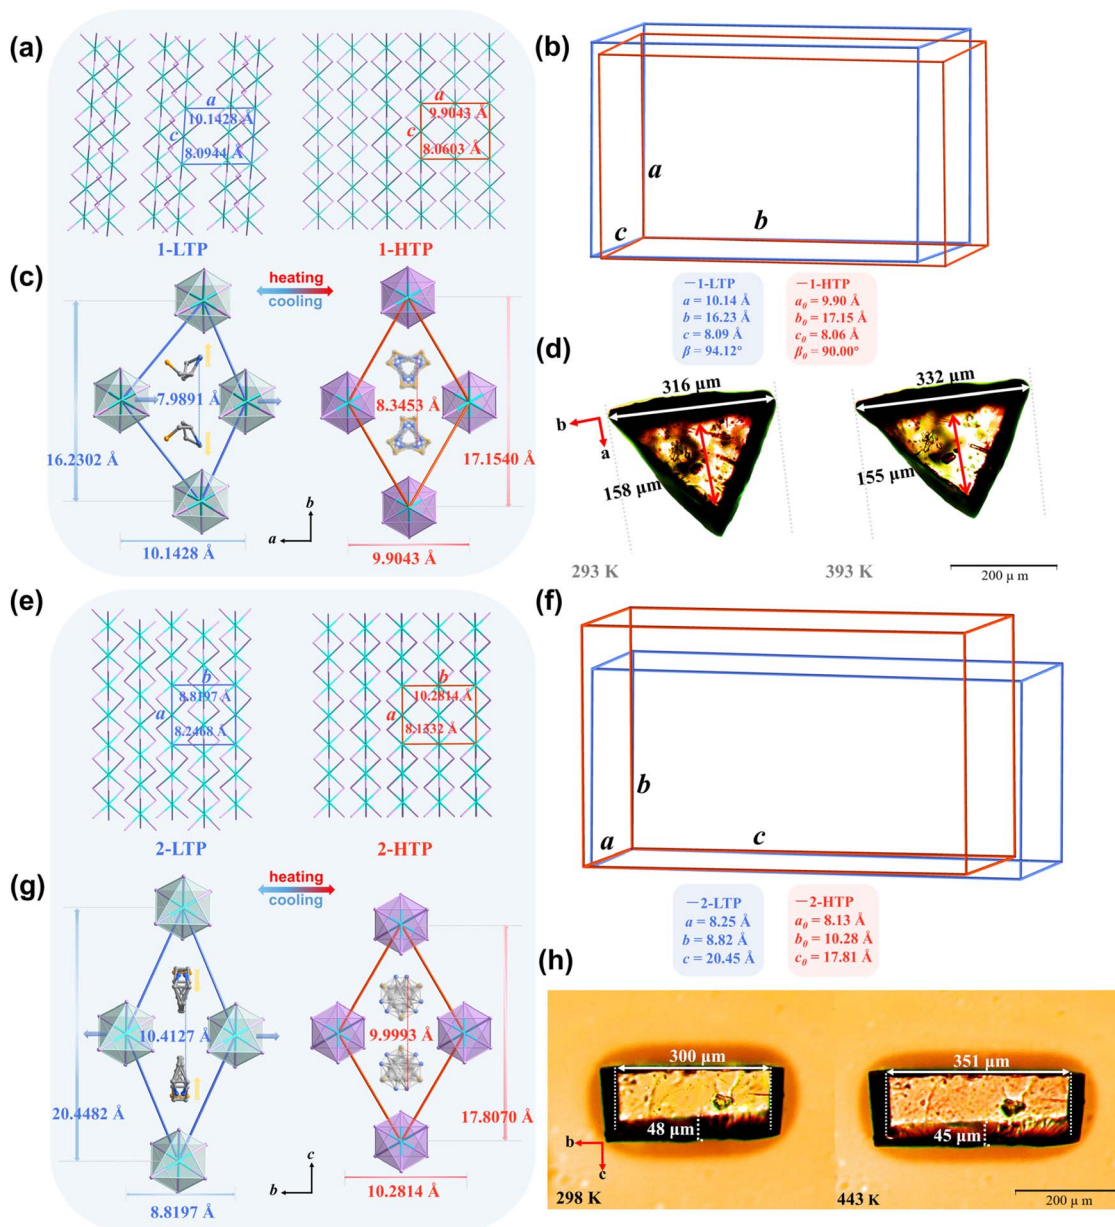 (a)
a
10.1428 Å
c
8.0944 Å
1-LTP
a
9.9043 Å
c
8.0603 Å
1-HTP
(b)
a
b
c
—1-LTP
a = 10.14 Å
b = 16.23 Å
c = 8.09 Å
β = 94.12°
—1-HTP
a₀ = 9.90 Å
b₀ = 17.15 Å
c₀ = 8.06 Å
β₀ = 90.00°
(c)
heating
cooling
7.9891 Å
16.2302 Å
10.1428 Å
b
a
8.3453 Å
17.1540 Å
9.9043 Å
(d)
316 µm
b
a
158 µm
293 K
332 µm
155 µm
393 K
200 µ m
(e)
b
8.8197 Å
a
8.2468 Å
2-LTP
b
10.2814 Å
a
8.1332 Å
2-HTP
(f)
b
a
c
—2-LTP
a = 8.25 Å
b = 8.82 Å
c = 20.45 Å
—2-HTP
a₀ = 8.13 Å
b₀ = 10.28 Å
c₀ = 17.81 Å
(g)
heating
cooling
10.4127 Å
20.4482 Å
8.8197 Å
c
b
9.9993 Å
17.8070 Å
10.2814 Å
(h)
300 µm
48 µm
b
c
298 K
351 µm
45 µm
443 K
200 µm